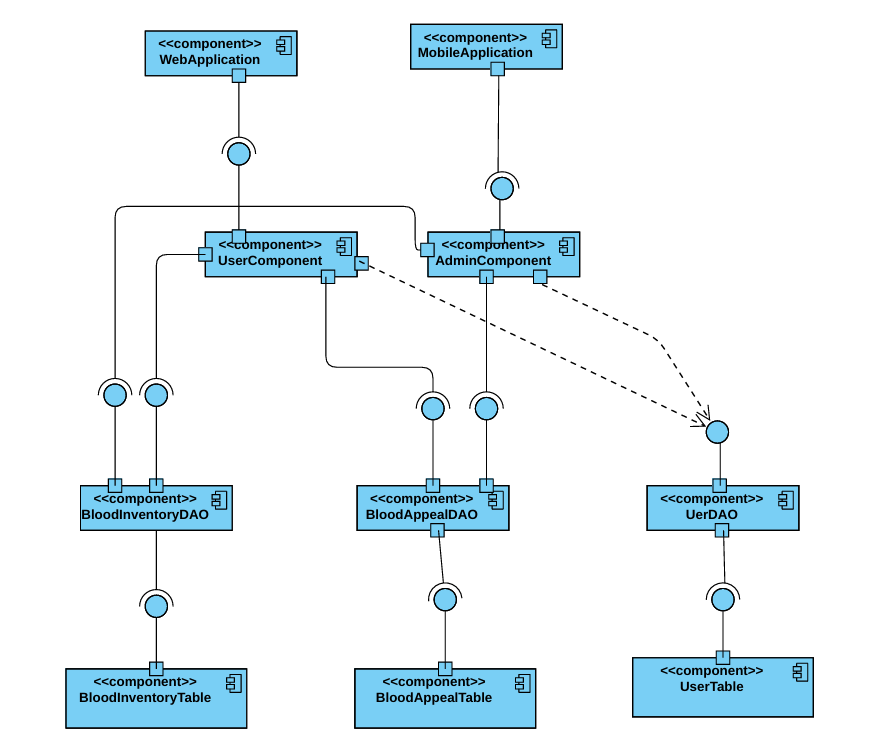 <<component>>
WebApplication
<<component>>
MobileApplication
<<component>>
UserComponent
<<component>>
AdminComponent
<<component>>
BloodInventoryDAO
<<component>>
BloodAppealDAO
<<component>>
UerDAO
<<component>>
BloodInventoryTable
<<component>>
BloodAppealTable
<<component>>
UserTable